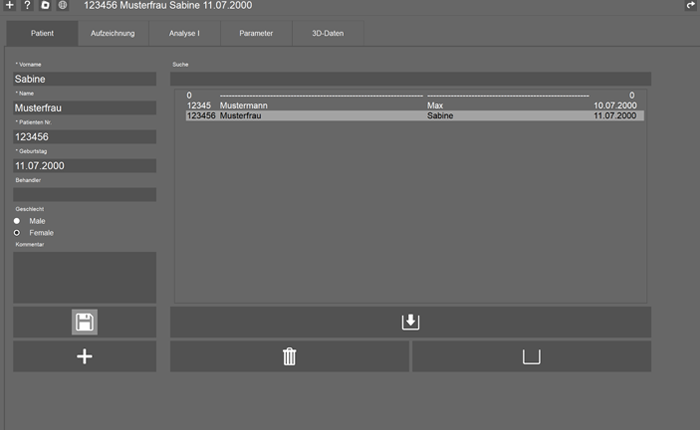 123456 Musterfrau Sabine 11.07.2000
Patient Aufzeichnung Analyse I Parameter 3D-Daten
* Vorname
Sabine
* Name
Musterfrau
* Patienten Nr.
123456
* Geburtstag
11.07.2000
Behandler
Geschlecht
Male
Female
Kommentar
Suche
0 ---------- ---------- 0
12345 Mustermann Max 10.07.2000
123456 Musterfrau Sabine 11.07.2000